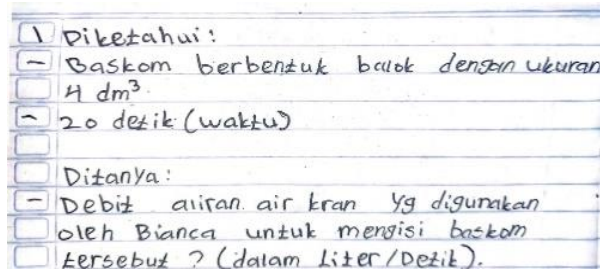 1 Diketahui:
- Baskom berbentuk balok dengan ukuran
4 dm³
- 20 detik (waktu)
Ditanya:
- Debit aliran air kran yg digunakan
oleh Bianca untuk mengisi baskom
tersebut ? (dalam Liter/Detik).